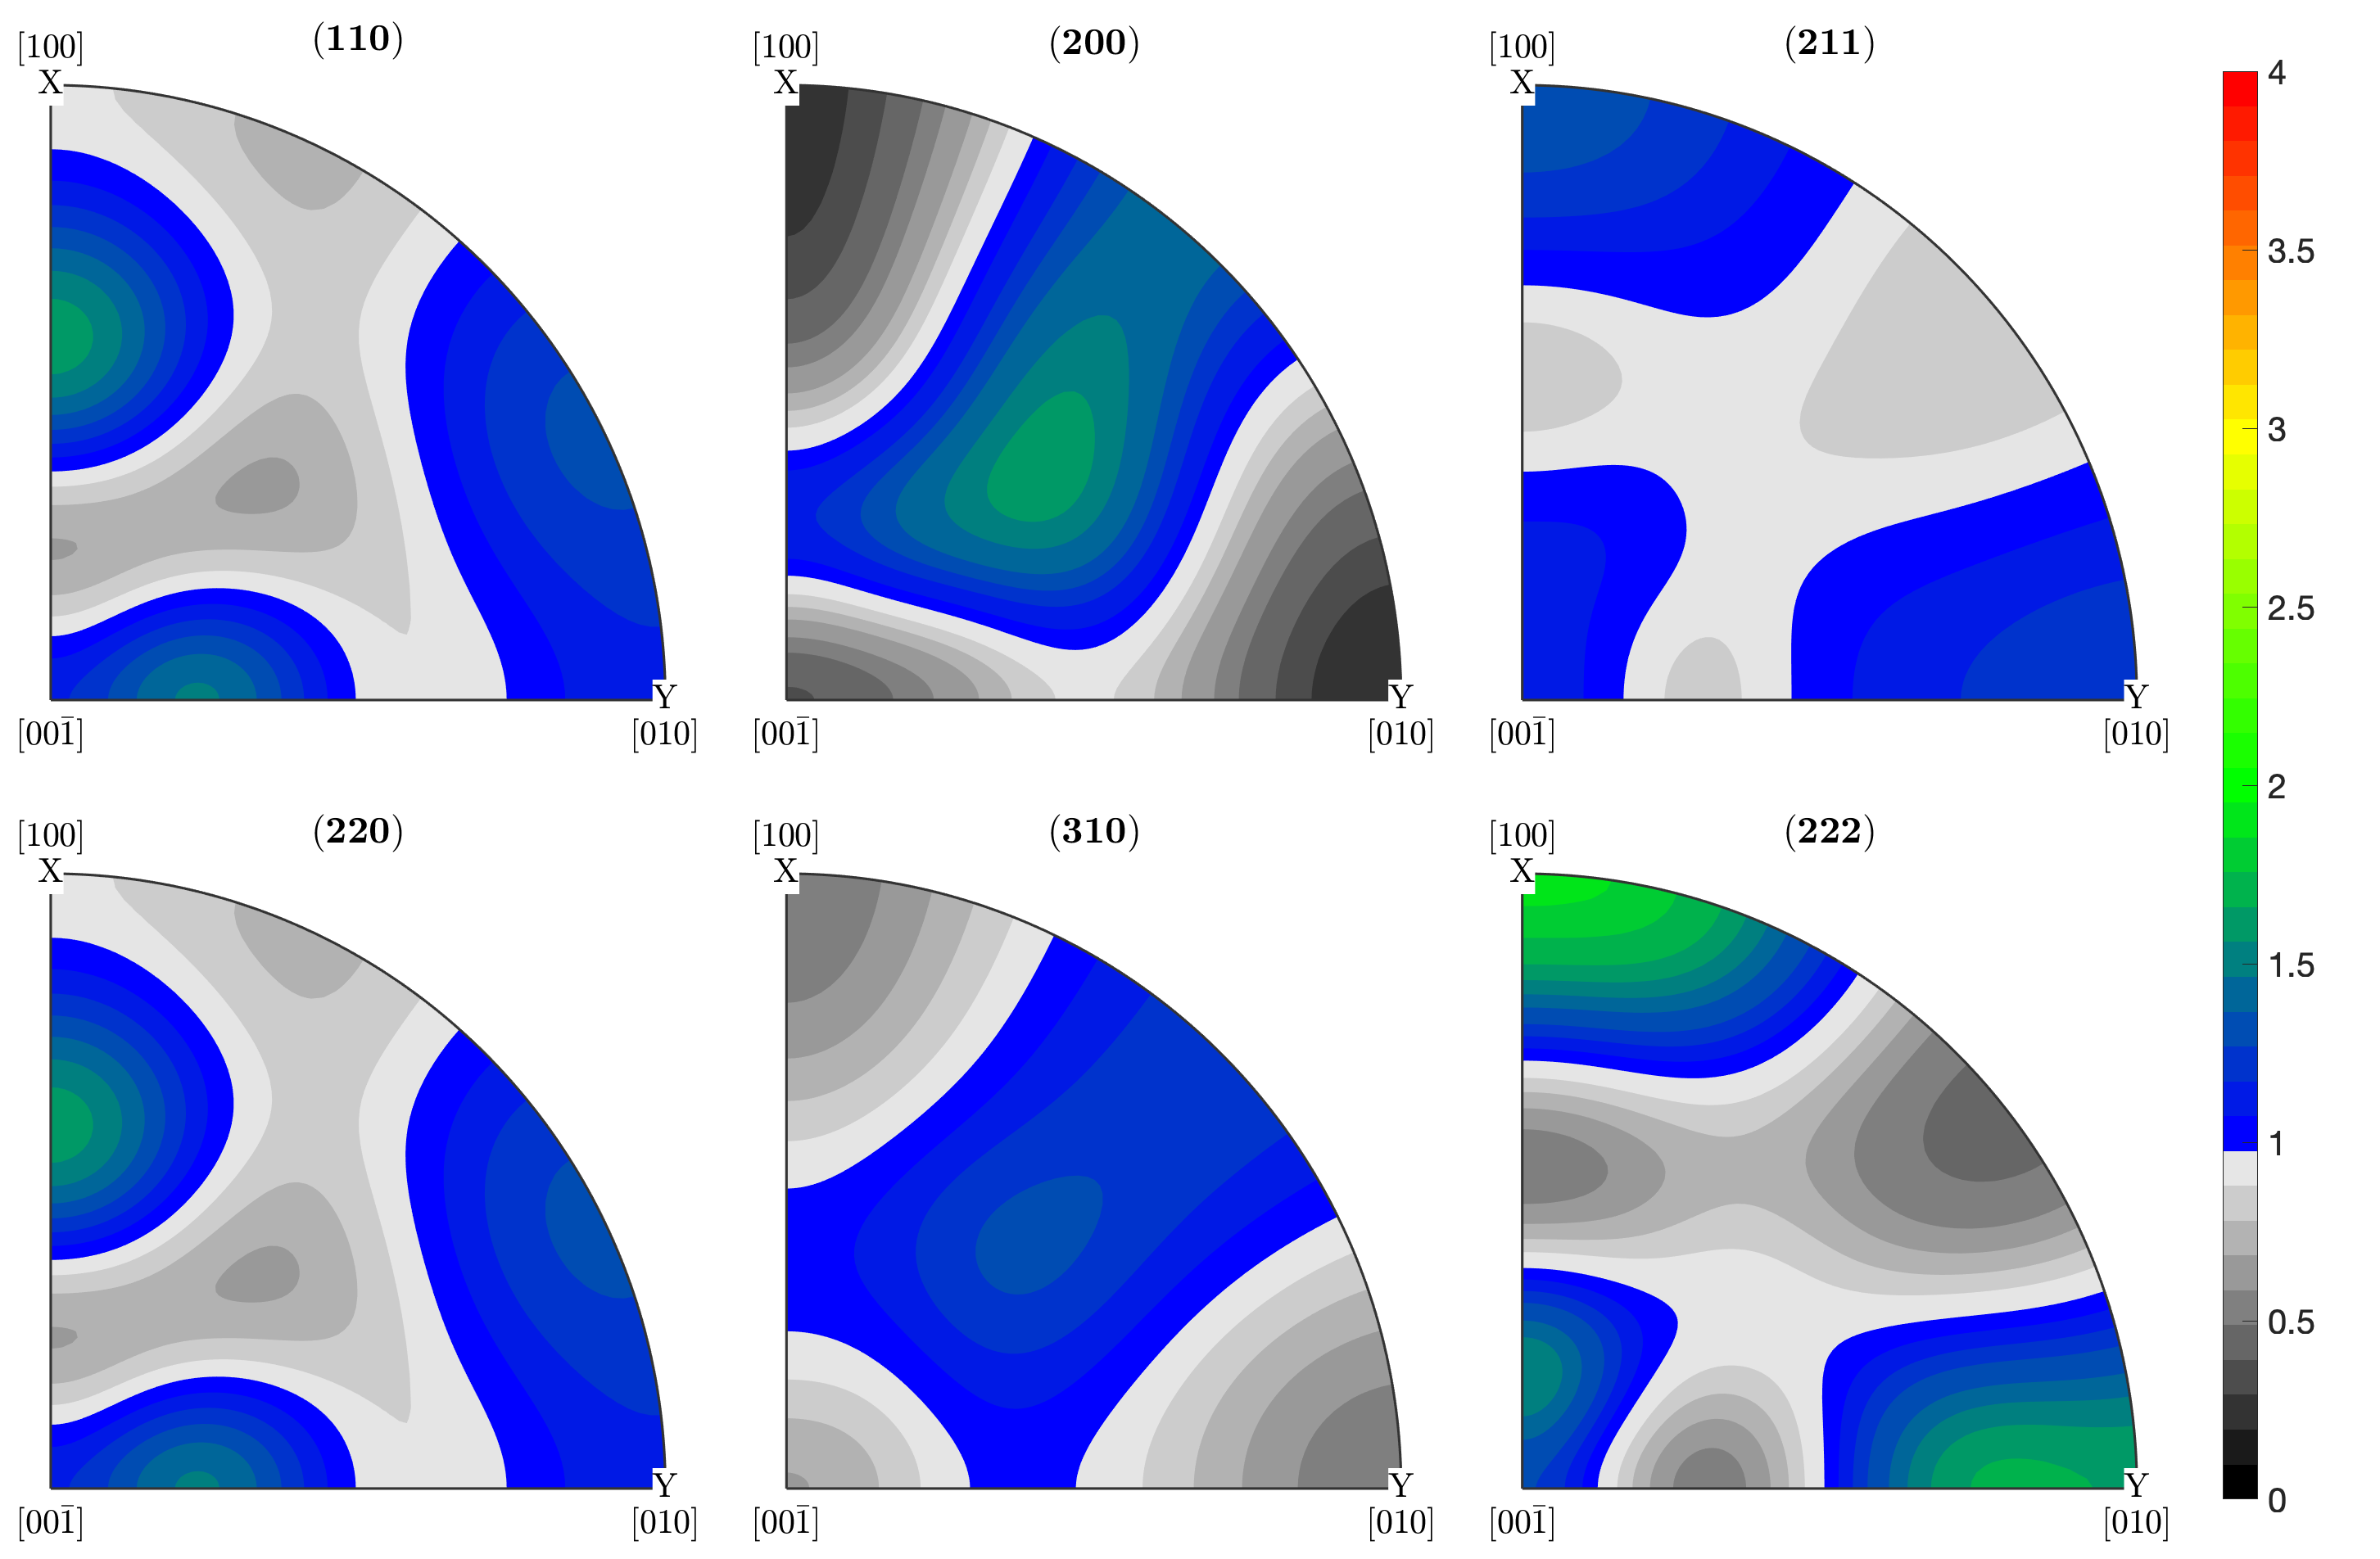 (110) (200) (211)
[100] [100] [100]
X X X
4
3.5
3
2.5
2
1.5
1
0.5
0
Y Y Y
[001̄] [010] [001̄] [010] [001̄] [010]
(220) (310) (222)
[100] [100] [100]
X X X
Y Y Y
[001̄] [010] [001̄] [010] [001̄] [010]